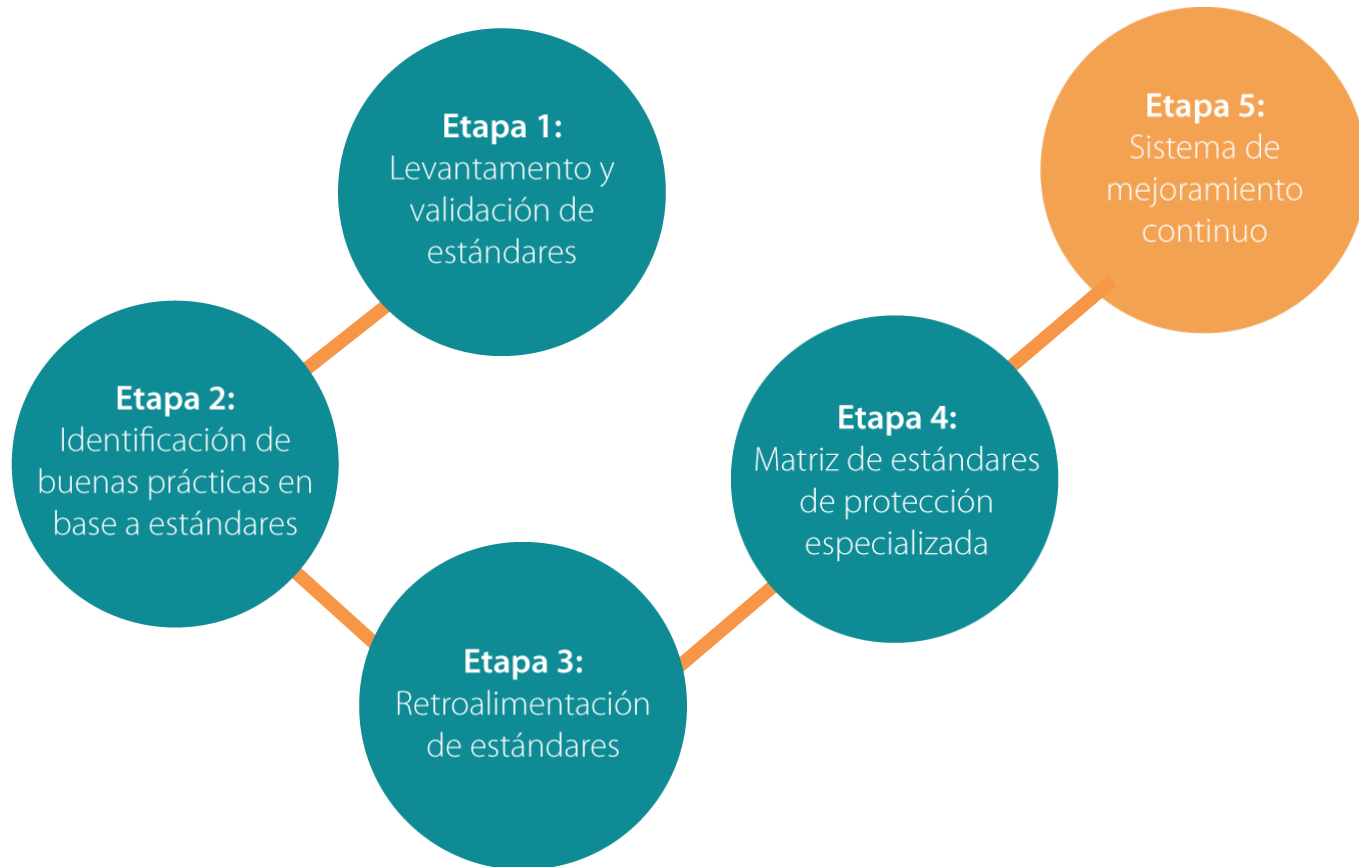 Etapa 1:
Levantamento y
validación de
estándares
Etapa 2:
Identificación de
buenas prácticas en
base a estándares
Etapa 3:
Retroalimentación
de estándares
Etapa 4:
Matriz de estándares
de protección
especializada
Etapa 5:
Sistema de
mejoramiento
continuo